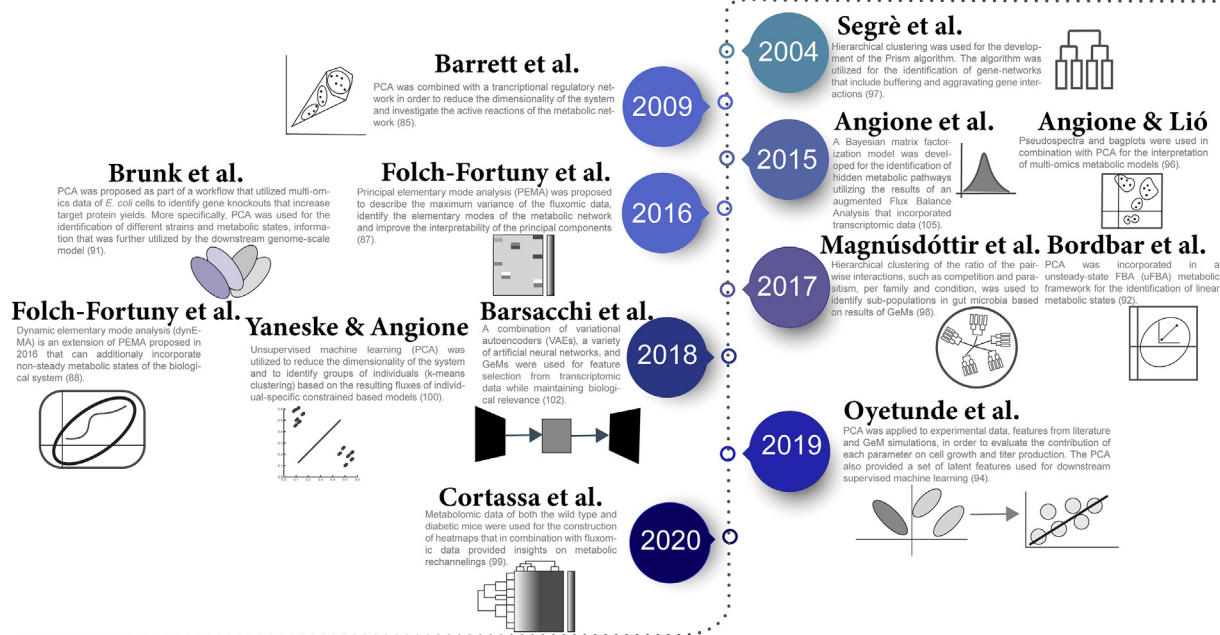 2004
Segrè et al.
Hierarchical clustering was used for the develop-
ment of the Prism algorithm. The algorithm was
utilized for the identification of gene-networks
that include buffering and aggravating gene inter-
actions (97).
2009
Barrett et al.
PCA was combined with a trancriptional regulatory net-
work in order to reduce the dimensionality of the system
and investigate the active reactions of the metabolic net-
work (85).
2015
Angione et al.
A Bayesian matrix factor-
ization model was devel-
oped for the identification of
hidden metabolic pathways
utilizing the results of an
augmented Flux Balance
Analysis that incorporated
transcriptomic data (105).
Angione & Lió
Pseudospectra and bagplots were used in
combination with PCA for the interpretation
of multi-omics metabolic models (96).
2016
Brunk et al.
PCA was proposed as part of a workflow that utilized multi-om-
ics data of E. coli cells to identify gene knockouts that increase
target protein yields. More specifically, PCA was used for the
identification of different strains and metabolic states, informa-
tion that was further utilized by the downstream genome-scale
model (91).
Folch-Fortuny et al.
Principal elementary mode analysis (PEMA) was proposed
to describe the maximum variance of the fluxomic data,
identify the elementary modes of the metabolic network
and improve the interpretability of the principal components
(87).
2017
Magnúsdóttir et al.
Hierarchical clustering of the ratio of the pair-
wise interactions, such as competition and para-
sitism, per family and condition, was used to
identify sub-populations in gut microbia based
on results of GeMs (98).
Bordbar et al.
PCA was incorporated in a
unsteady-state FBA (uFBA) metabolic
framework for the identification of linear
metabolic states (92).
2018
Folch-Fortuny et al.
Dynamic elementary mode analysis (dynE-
MA) is an extension of PEMA proposed in
2016 that can additionaly incorporate
non-steady metabolic states of the biologi-
cal system (88).
Yaneske & Angione
Unsupervised machine learning (PCA) was
utilized to reduce the dimensionality of the system
and to identify groups of individuals (k-means
clustering) based on the resulting fluxes of individ-
ual-specific constrained based models (100).
Barsacchi et al.
A combination of variational
autoencoders (VAEs), a variety
of artificial neural networks, and
GeMs were used for feature
selection from transcriptomic
data while maintaining biologi-
cal relevance (102).
2019
Oyetunde et al.
PCA was applied to experimental data, features from literature
and GeM simulations, in order to evaluate the contribution of
each parameter on cell growth and titer production. The PCA
also provided a set of latent features used for downstream
supervised machine learning (94).
2020
Cortassa et al.
Metabolomic data of both the wild type and
diabetic mice were used for the construction
of heatmaps that in combination with fluxom-
ic data provided insights on metabolic
rechannelings (99).